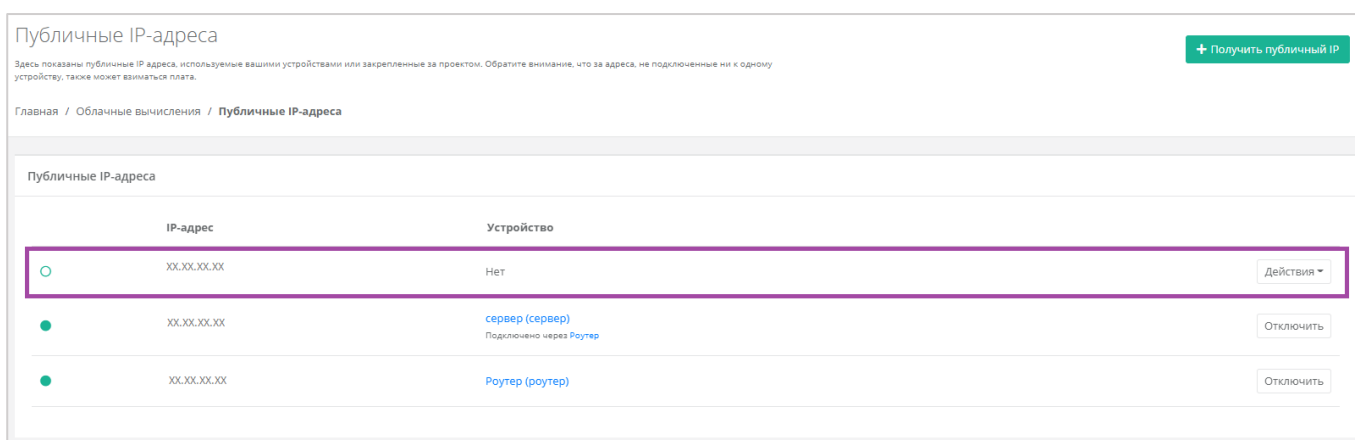 Публичные IP-адреса
+ Получить публичный IP
Здесь показаны публичные IP адреса, используемые вашими устройствами или закрепленные за проектом. Обратите внимание, что за адреса, не подключенные ни к одному
устройству, также может взиматься плата.
Главная / Облачные вычисления / Публичные IP-адреса
Публичные IP-адреса
IP-адрес Устройство
XX.XX.XX.XX Нет Действия
XX.XX.XX.XX сервер (сервер) Отключить
Подключено через Роутер
XX.XX.XX.XX Роутер (роутер) Отключить